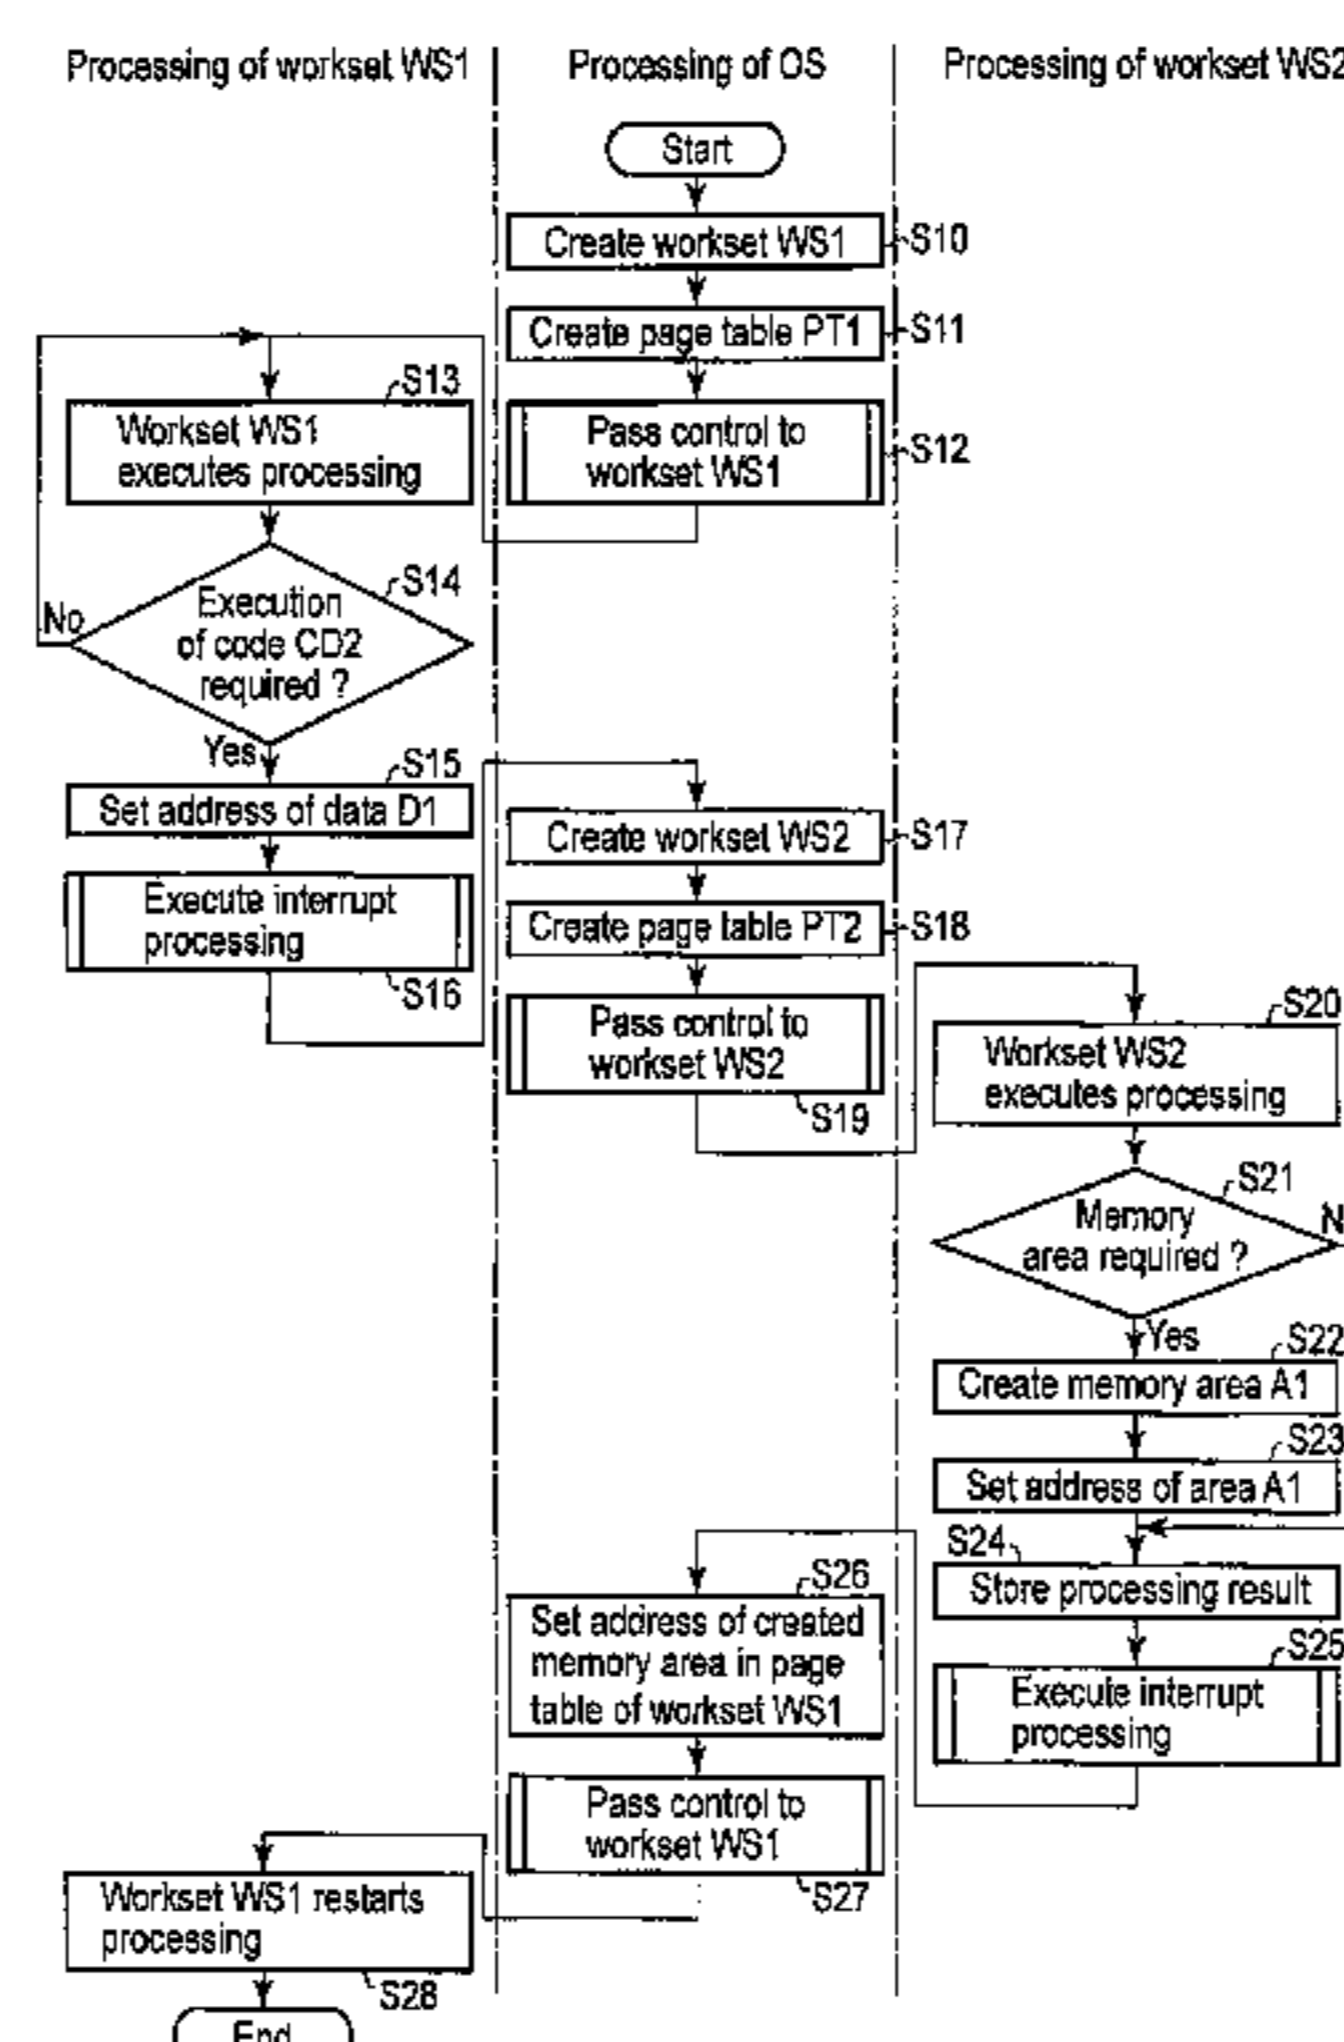 Processing of workset WS1
Processing of OS
Processing of workset WS2
Start
Create workset WS1
S10
Create page table PT1
S11
Pass control to
workset WS1
S12
S13
Workset WS1
executes processing
S14
Execution
of code CD2
required ?
No
Yes
S15
Set address of data D1
Execute interrupt
processing
S16
Create workset WS2
S17
Create page table PT2
S18
Pass control to
workset WS2
S19
S20
Workset WS2
executes processing
S21
Memory
area required ?
N
Yes
S22
Create memory area A1
S23
Set address of area A1
S24
Store processing result
S25
Execute interrupt
processing
S26
Set address of created
memory area in page
table of workset WS1
Pass control to
workset WS1
S27
Workset WS1 restarts
processing
S28
End